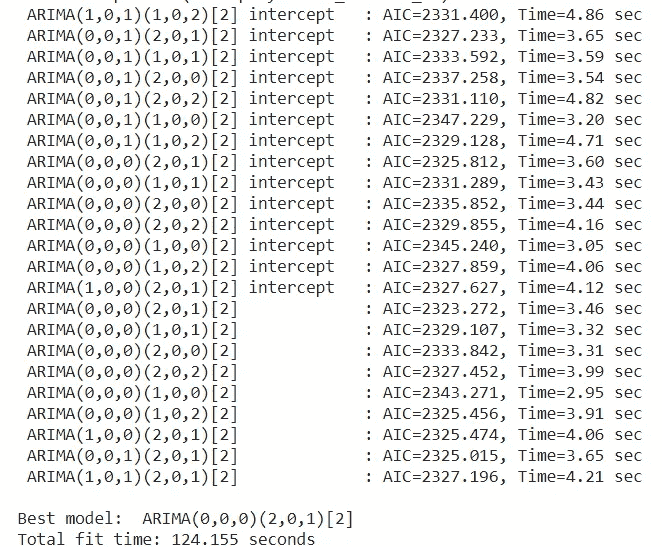 ARIMA(1,0,1)(1,0,2)[2] intercept : AIC=2331.400, Time=4.86 sec
ARIMA(0,0,1)(2,0,1)[2] intercept : AIC=2327.233, Time=3.65 sec
ARIMA(0,0,1)(1,0,1)[2] intercept : AIC=2333.592, Time=3.59 sec
ARIMA(0,0,1)(2,0,0)[2] intercept : AIC=2337.258, Time=3.54 sec
ARIMA(0,0,1)(2,0,2)[2] intercept : AIC=2331.110, Time=4.82 sec
ARIMA(0,0,1)(1,0,0)[2] intercept : AIC=2347.229, Time=3.20 sec
ARIMA(0,0,1)(1,0,2)[2] intercept : AIC=2329.128, Time=4.71 sec
ARIMA(0,0,0)(2,0,1)[2] intercept : AIC=2325.812, Time=3.60 sec
ARIMA(0,0,0)(1,0,1)[2] intercept : AIC=2331.289, Time=3.43 sec
ARIMA(0,0,0)(2,0,0)[2] intercept : AIC=2335.852, Time=3.44 sec
ARIMA(0,0,0)(2,0,2)[2] intercept : AIC=2329.855, Time=4.16 sec
ARIMA(0,0,0)(1,0,0)[2] intercept : AIC=2345.240, Time=3.05 sec
ARIMA(0,0,0)(1,0,2)[2] intercept : AIC=2327.859, Time=4.06 sec
ARIMA(1,0,0)(2,0,1)[2] intercept : AIC=2327.627, Time=4.12 sec
ARIMA(0,0,0)(2,0,1)[2] : AIC=2323.272, Time=3.46 sec
ARIMA(0,0,0)(1,0,1)[2] : AIC=2329.107, Time=3.32 sec
ARIMA(0,0,0)(2,0,0)[2] : AIC=2333.842, Time=3.31 sec
ARIMA(0,0,0)(2,0,2)[2] : AIC=2327.452, Time=3.99 sec
ARIMA(0,0,0)(1,0,0)[2] : AIC=2343.271, Time=2.95 sec
ARIMA(0,0,0)(1,0,2)[2] : AIC=2325.456, Time=3.91 sec
ARIMA(1,0,0)(2,0,1)[2] : AIC=2325.474, Time=4.06 sec
ARIMA(0,0,1)(2,0,1)[2] : AIC=2325.015, Time=3.65 sec
ARIMA(1,0,1)(2,0,1)[2] : AIC=2327.196, Time=4.21 sec
Best model: ARIMA(0,0,0)(2,0,1)[2]
Total fit time: 124.155 seconds